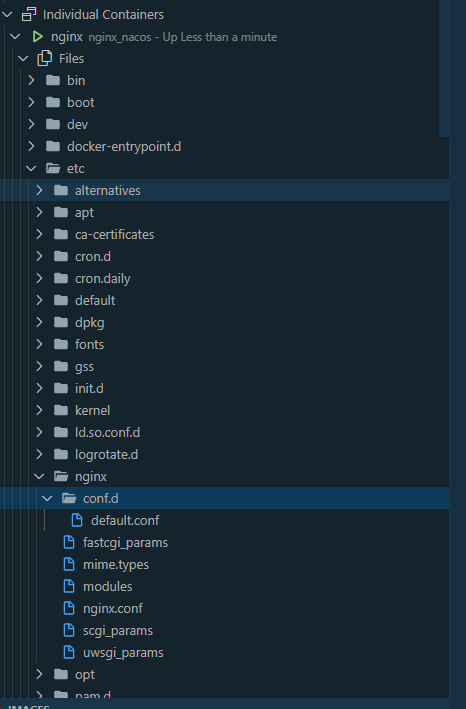 Individual Containers
nginx nginx_nacos - Up Less than a minute
Files
bin
boot
dev
docker-entrypoint.d
etc
alternatives
apt
ca-certificates
cron.d
cron.daily
default
dpkg
fonts
gss
init.d
kernel
ld.so.conf.d
logrotate.d
nginx
conf.d
default.conf
fastcgi_params
mime.types
modules
nginx.conf
scgi_params
uwsgi_params
opt
pam.d
IMAGES